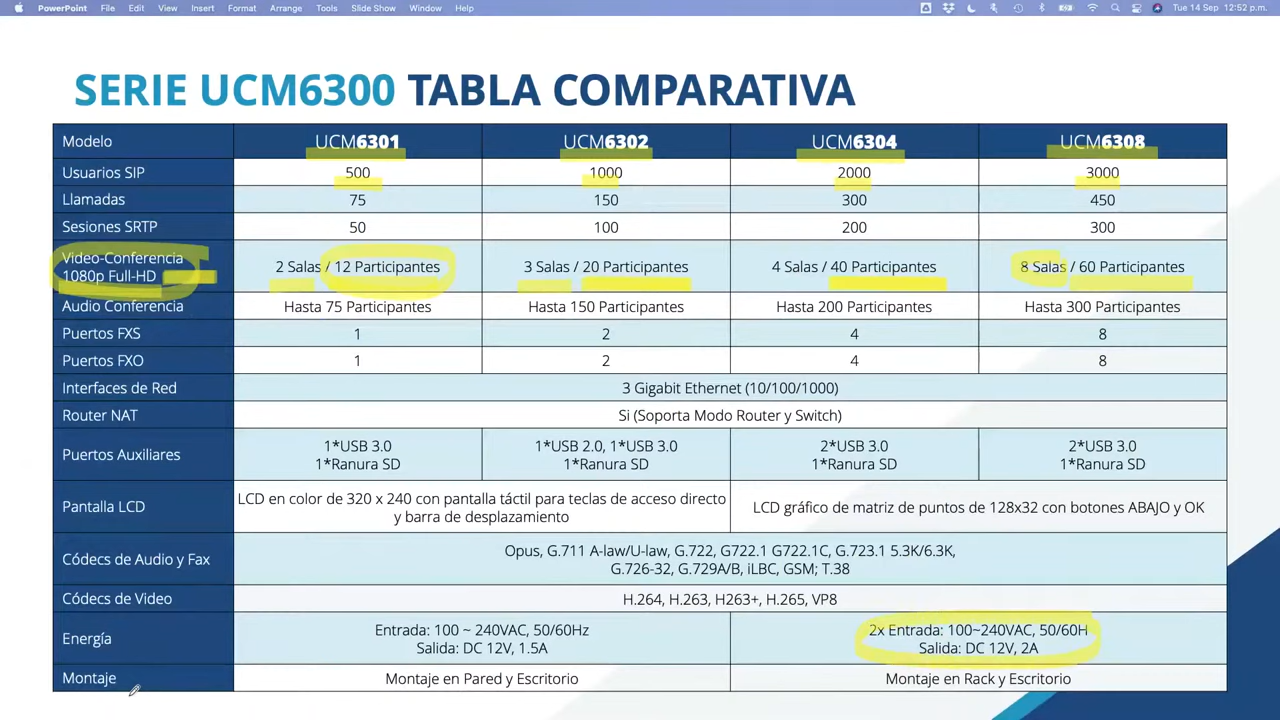 PowerPoint File Edit View Insert Format Arrange Tools Slide Show Window Help Tue 14 Sep 12:52 p.m.
SERIE UCM6300 TABLA COMPARATIVA
Modelo UCM6301 UCM6302 UCM6304 UCM6308
Usuarios SIP 500 1000 2000 3000
Llamadas 75 150 300 450
Sesiones SRTP 50 100 200 300
Video-Conferencia
1080p Full-HD 2 Salas / 12 Participantes 3 Salas / 20 Participantes 4 Salas / 40 Participantes 8 Salas / 60 Participantes
Audio Conferencia Hasta 75 Participantes Hasta 150 Participantes Hasta 200 Participantes Hasta 300 Participantes
Puertos FXS 1 2 4 8
Puertos FXO 1 2 4 8
Interfaces de Red 3 Gigabit Ethernet (10/100/1000)
Router NAT Si (Soporta Modo Router y Switch)
Puertos Auxiliares 1*USB 3.0 1*USB 2.0, 1*USB 3.0 2*USB 3.0 2*USB 3.0
1*Ranura SD 1*Ranura SD 1*Ranura SD 1*Ranura SD
Pantalla LCD LCD en color de 320 x 240 con pantalla táctil para teclas de acceso directo
y barra de desplazamiento LCD gráfico de matriz de puntos de 128x32 con botones ABAJO y OK
Códecs de Audio y Fax Opus, G.711 A-law/U-law, G.722, G722.1 G722.1C, G.723.1 5.3K/6.3K,
G.726-32, G.729A/B, iLBC, GSM; T.38
Códecs de Video H.264, H.263, H263+, H.265, VP8
Energía Entrada: 100 ~ 240VAC, 50/60Hz 2x Entrada: 100~240VAC, 50/60H
Salida: DC 12V, 1.5A Salida: DC 12V, 2A
Montaje Montaje en Pared y Escritorio Montaje en Rack y Escritorio